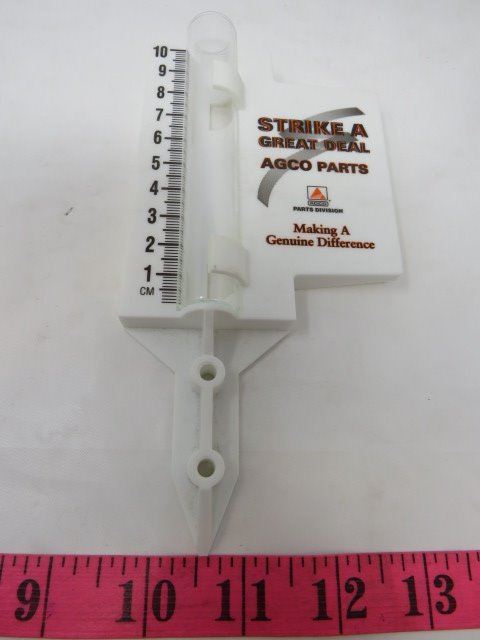 10
9
8
7
6
5
4
3
2
1
CM
STRIKE A
GREAT DEAL
AGCO PARTS
AGCO
PARTS DIVISION
Making A
Genuine Difference
9 10 11 12 13